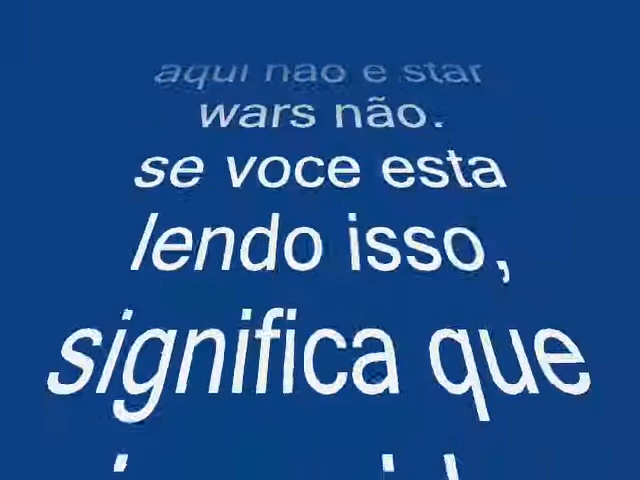 aqui nao e star
wars não.
se voce esta
lendo isso,
significa que